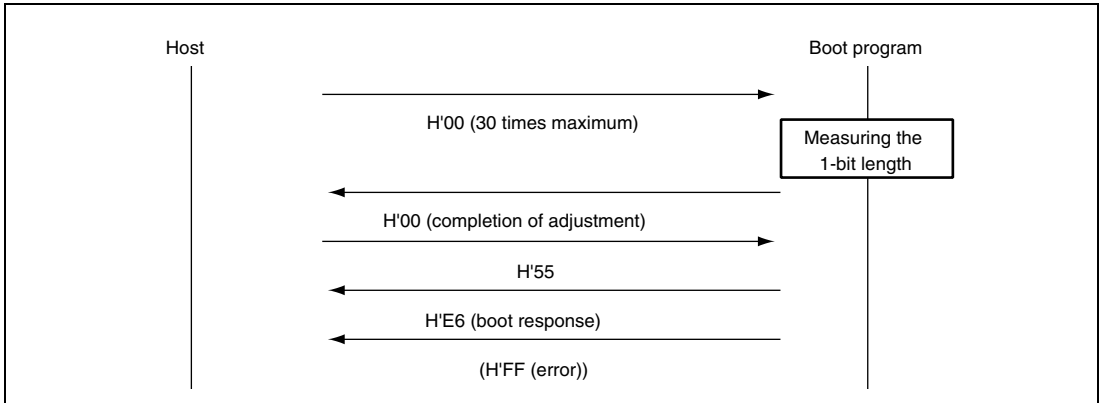 Host
Boot program
H'00 (30 times maximum)
Measuring the
1-bit length
H'00 (completion of adjustment)
H'55
H'E6 (boot response)
(H'FF (error))